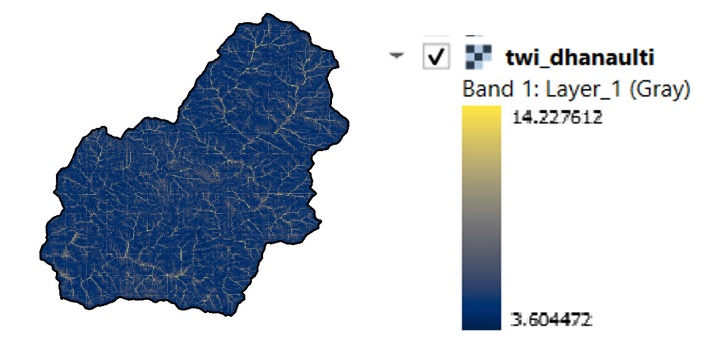 twi_dhanaulti
Band 1: Layer_1 (Gray)
14.227612
3.604472